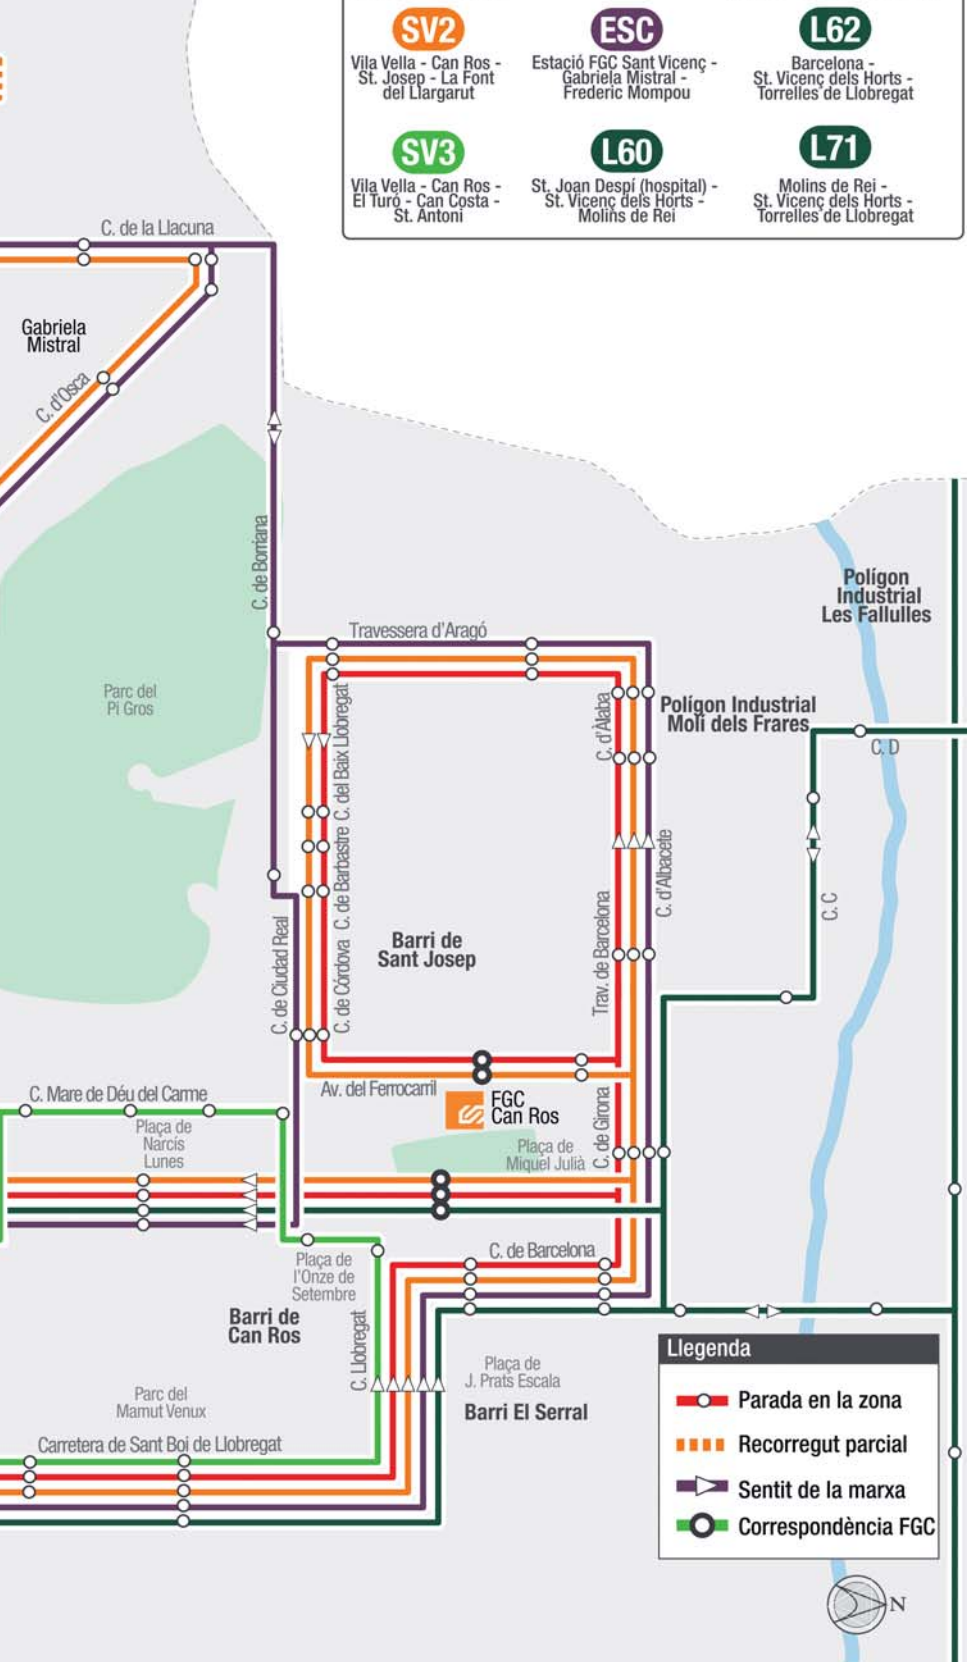 SV2
Vila Vella - Can Ros -
St. Josep - La Font
del Llargarut
ESC
Estació FGC Sant Vicenç -
Gabriela Mistral -
Frederic Mompou
L62
Barcelona -
St. Vicenç dels Horts -
Torrelles de Llobregat
SV3
Vila Vella - Can Ros -
El Turó - Can Costa -
St. Antoni
L60
St. Joan Despí (hospital) -
St. Vicenç dels Horts -
Molins de Rei
L71
Molins de Rei -
St. Vicenç dels Horts -
Torrelles de Llobregat
C. de la Llacuna
Gabriela
Mistral
C. d'Osca
C. de Borriana
Polígon
Industrial
Les Fallulles
Travessera d'Aragó
Parc del
Pi Gros
C. del Baix Llobregat
C. d'Àlaba
Polígon Industrial
Molí dels Frares
C. D
C. de Barbastre
C. d'Albacete
C. C
C. de Ciudad Real
C. de Córdova
Barri de
Sant Josep
Trav. de Barcelona
Av. del Ferrocarril
C. Mare de Déu del Carme
FGC
Can Ros
C. de Girona
Plaça de
Narcís
Lunes
Plaça de
Miquel Julià
C. de Barcelona
Plaça de
l'Onze de
Setembre
Barri de
Can Ros
C. Llobregat
Plaça de
J. Prats Escala
Barri El Serral
Parc del
Mamut Venux
Carretera de Sant Boi de Llobregat
Llegenda
Parada en la zona
Recorregut parcial
Sentit de la marxa
Correspondència FGC
N